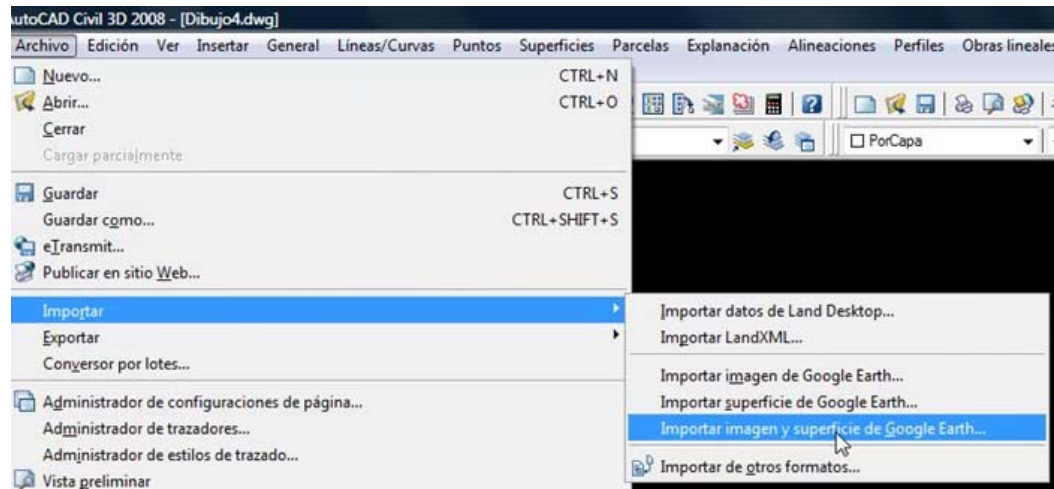 utoCAD Civil 3D 2008 - [Dibujo4.dwg]
Archivo Edición Ver Insertar General Líneas/Curvas Puntos Superficies Parcelas Explanación Alineaciones Perfiles Obras lineales
Nuevo... CTRL+N
Abrir... CTRL+O
Cerrar
Cargar parcialmente
PorCapa
Guardar CTRL+S
Guardar como... CTRL+SHIFT+S
eTransmit...
Publicar en sitio Web...
Importar
Exportar
Conversor por lotes...
Administrador de configuraciones de página...
Administrador de trazadores...
Administrador de estilos de trazado...
Vista preliminar
Importar datos de Land Desktop...
Importar LandXML...
Importar imagen de Google Earth...
Importar superficie de Google Earth...
Importar imagen y superficie de Google Earth...
Importar de otros formatos...